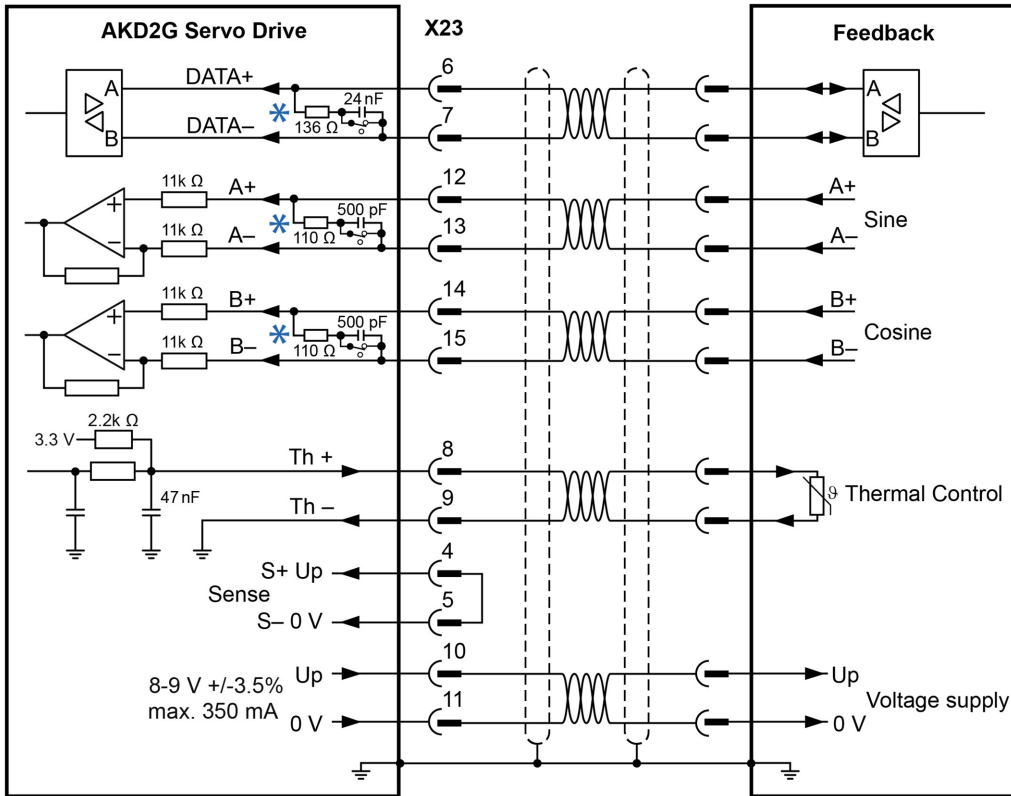 AKD2G Servo Drive
X23
Feedback
A
B
DATA+
DATA–
*
136 Ω
24 nF
6
7
A
B
11k Ω
11k Ω
+
–
A+
A–
*
110 Ω
500 pF
12
13
A+
A–
Sine
11k Ω
11k Ω
+
–
B+
B–
*
110 Ω
500 pF
14
15
B+
B–
Cosine
2.2k Ω
3.3 V
47 nF
Th +
Th –
8
9
ϑ Thermal Control
S+ Up
Sense
S– 0 V
4
5
8-9 V +/-3.5%
max. 350 mA
Up
0 V
10
11
Up
Voltage supply
0 V